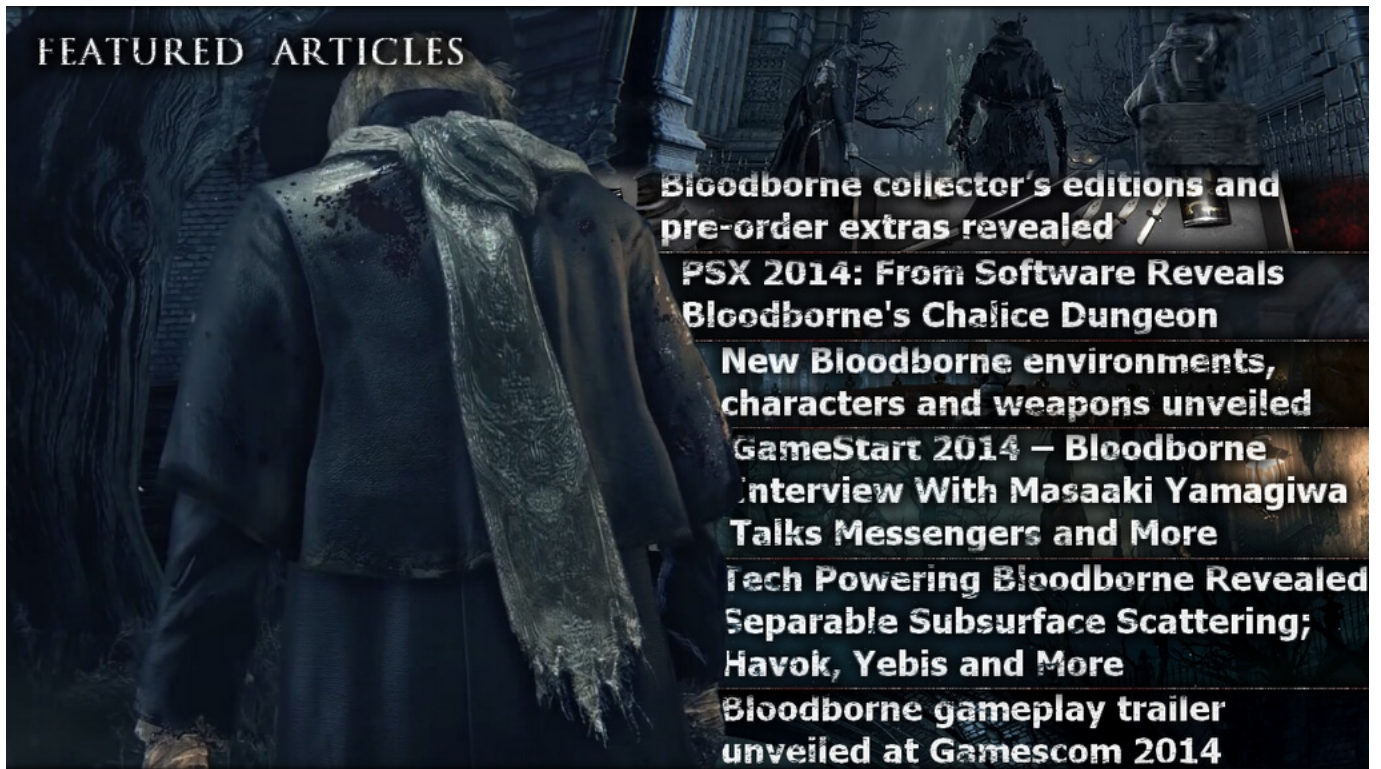 FEATURED ARTICLES
Bloodborne collector's editions and
pre-order extras revealed
PSX 2014: From Software Reveals
Bloodborne's Chalice Dungeon
New Bloodborne environments,
characters and weapons unveiled
GameStart 2014 – Bloodborne
Interview With Masaaki Yamagiwa
Talks Messengers and More
Tech Powering Bloodborne Revealed
Separable Subsurface Scattering;
Havok, Yebis and More
Bloodborne gameplay trailer
unveiled at Gamescom 2014